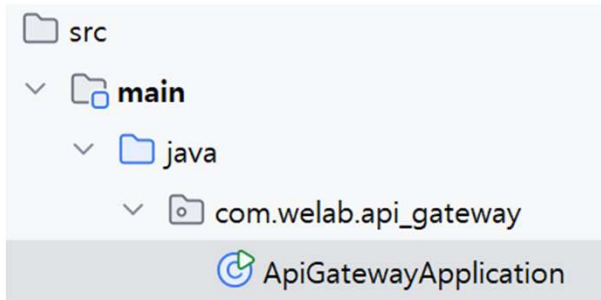 src
main
java
com.welab.api_gateway
ApiGatewayApplication